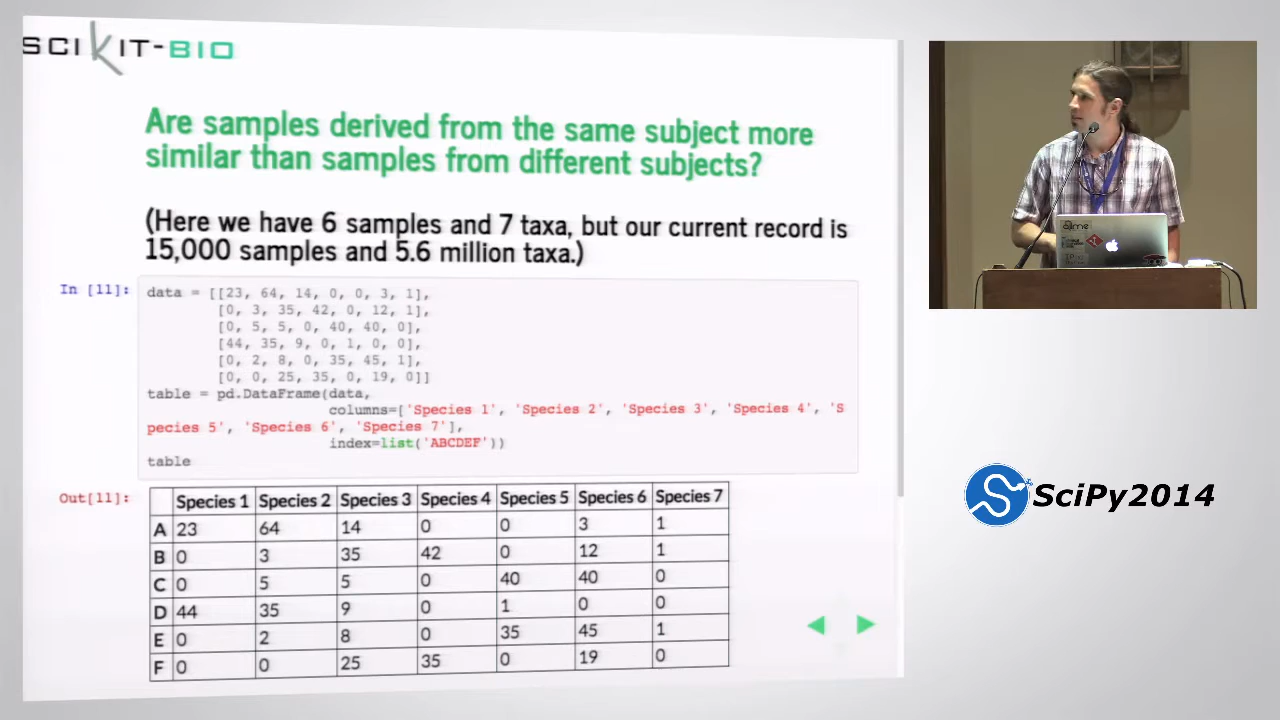 SCIKIT-BIO
Are samples derived from the same subject more
similar than samples from different subjects?
(Here we have 6 samples and 7 taxa, but our current record is
15,000 samples and 5.6 million taxa.)
In [11]:
data = [[23, 64, 14, 0, 0, 3, 1],
[0, 3, 35, 42, 0, 12, 1],
[0, 5, 5, 0, 40, 40, 0],
[44, 35, 9, 0, 1, 0, 0],
[0, 2, 8, 0, 35, 45, 1],
[0, 0, 25, 35, 0, 19, 0]]
table = pd.DataFrame(data,
columns=['Species 1', 'Species 2', 'Species 3', 'Species 4', 'S
pecies 5', 'Species 6', 'Species 7'],
index=list('ABCDEF'))
table
Out[11]:
Species 1 Species 2 Species 3 Species 4 Species 5 Species 6 Species 7
A 23 64 14 0 0 3 1
B 0 3 35 42 0 12 1
C 0 5 5 0 40 40 0
D 44 35 9 0 1 0 0
E 0 2 8 0 35 45 1
F 0 0 25 35 0 19 0
SciPy2014